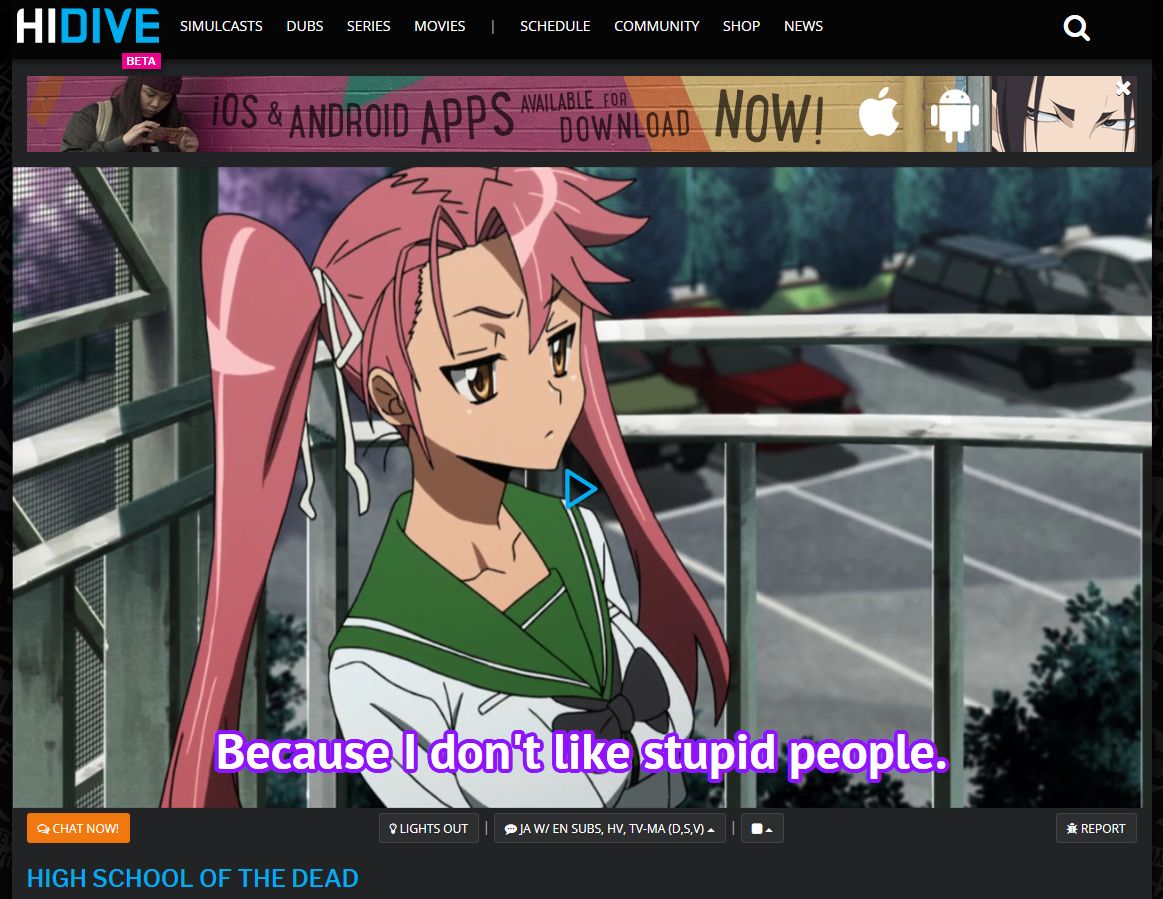 HIDIVE
BETA
SIMULCASTS DUBS SERIES MOVIES | SCHEDULE COMMUNITY SHOP NEWS
iOS & ANDROID APPS AVAILABLE FOR DOWNLOAD NOW!
Because I don't like stupid people.
CHAT NOW!
LIGHTS OUT | JA W/ EN SUBS, HV, TV-MA (D,S,V) |
REPORT
HIGH SCHOOL OF THE DEAD